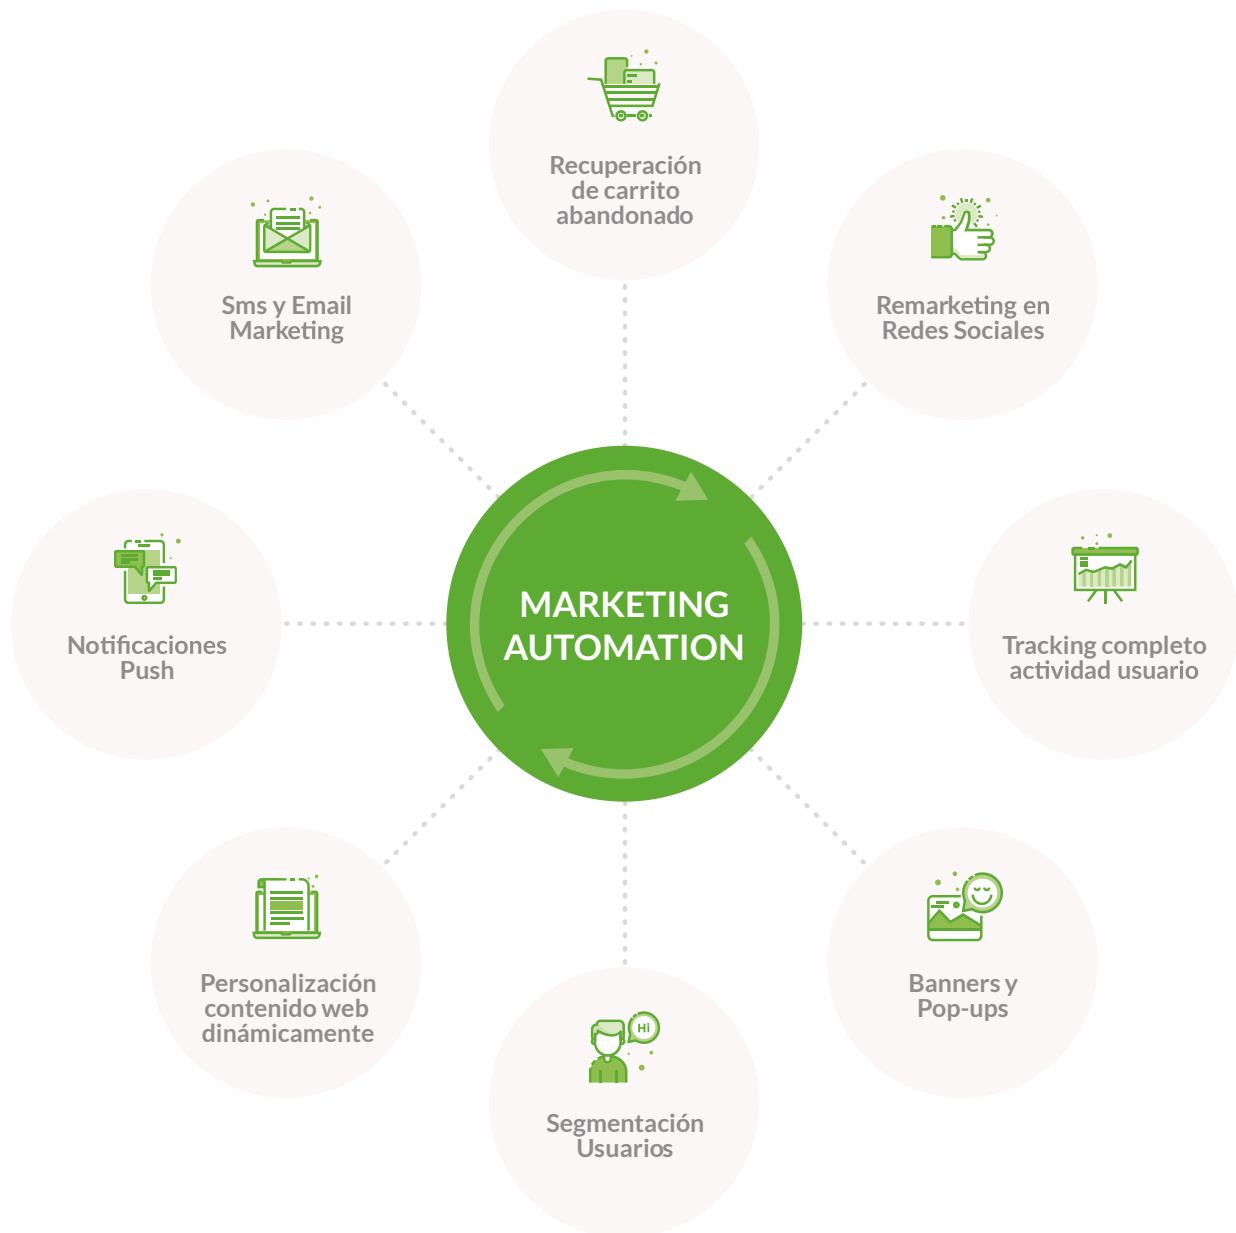 Recuperación
de carrito
abandonado
Sms y Email
Marketing
Remarketing en
Redes Sociales
MARKETING
AUTOMATION
Notificaciones
Push
Tracking completo
actividad usuario
Personalización
contenido web
dinámicamente
Banners y
Pop-ups
Hi
Segmentación
Usuarios